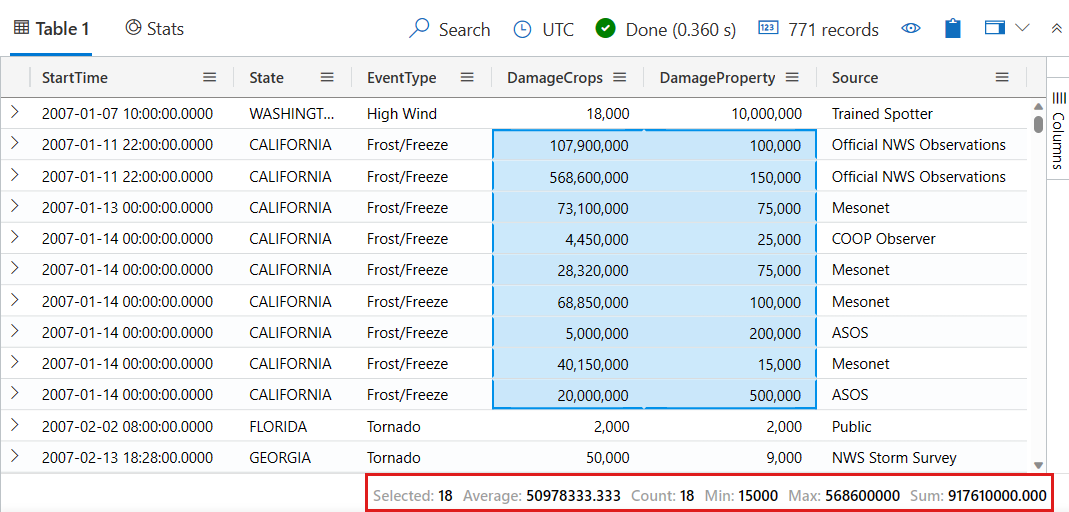 Table 1 Stats Search UTC Done (0.360 s) 123 771 records
StartTime State EventType DamageCrops DamageProperty Source
2007-01-07 10:00:00.0000 WASHINGT... High Wind 18,000 10,000,000 Trained Spotter
2007-01-11 22:00:00.0000 CALIFORNIA Frost/Freeze 107,900,000 100,000 Official NWS Observations
2007-01-11 22:00:00.0000 CALIFORNIA Frost/Freeze 568,600,000 150,000 Official NWS Observations
2007-01-13 00:00:00.0000 CALIFORNIA Frost/Freeze 73,100,000 75,000 Mesonet
2007-01-14 00:00:00.0000 CALIFORNIA Frost/Freeze 4,450,000 25,000 COOP Observer
2007-01-14 00:00:00.0000 CALIFORNIA Frost/Freeze 28,320,000 75,000 Mesonet
2007-01-14 00:00:00.0000 CALIFORNIA Frost/Freeze 68,850,000 100,000 Mesonet
2007-01-14 00:00:00.0000 CALIFORNIA Frost/Freeze 5,000,000 200,000 ASOS
2007-01-14 00:00:00.0000 CALIFORNIA Frost/Freeze 40,150,000 15,000 Mesonet
2007-01-14 00:00:00.0000 CALIFORNIA Frost/Freeze 20,000,000 500,000 ASOS
2007-02-02 08:00:00.0000 FLORIDA Tornado 2,000 2,000 Public
2007-02-13 18:28:00.0000 GEORGIA Tornado 50,000 9,000 NWS Storm Survey
Columns
Selected: 18 Average: 50978333.333 Count: 18 Min: 15000 Max: 568600000 Sum: 917610000.000